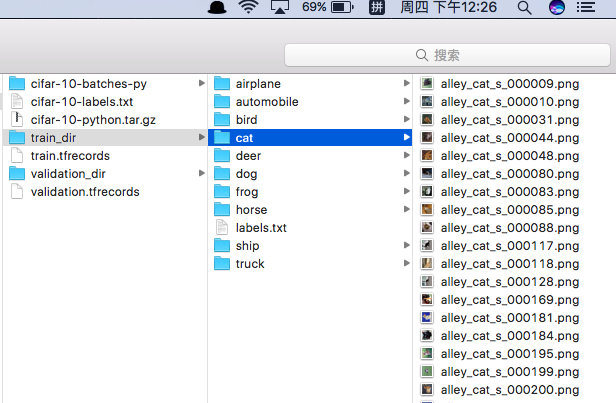 69% 拼 周四 下午12:26
搜索
cifar-10-batches-py
cifar-10-labels.txt
cifar-10-python.tar.gz
train_dir
train.tfrecords
validation_dir
validation.tfrecords
airplane
automobile
bird
cat
deer
dog
frog
horse
labels.txt
ship
truck
alley_cat_s_000009.png
alley_cat_s_000010.png
alley_cat_s_000031.png
alley_cat_s_000044.png
alley_cat_s_000048.png
alley_cat_s_000080.png
alley_cat_s_000083.png
alley_cat_s_000085.png
alley_cat_s_000088.png
alley_cat_s_000117.png
alley_cat_s_000118.png
alley_cat_s_000128.png
alley_cat_s_000169.png
alley_cat_s_000181.png
alley_cat_s_000184.png
alley_cat_s_000195.png
alley_cat_s_000199.png
alley_cat_s_000200.png